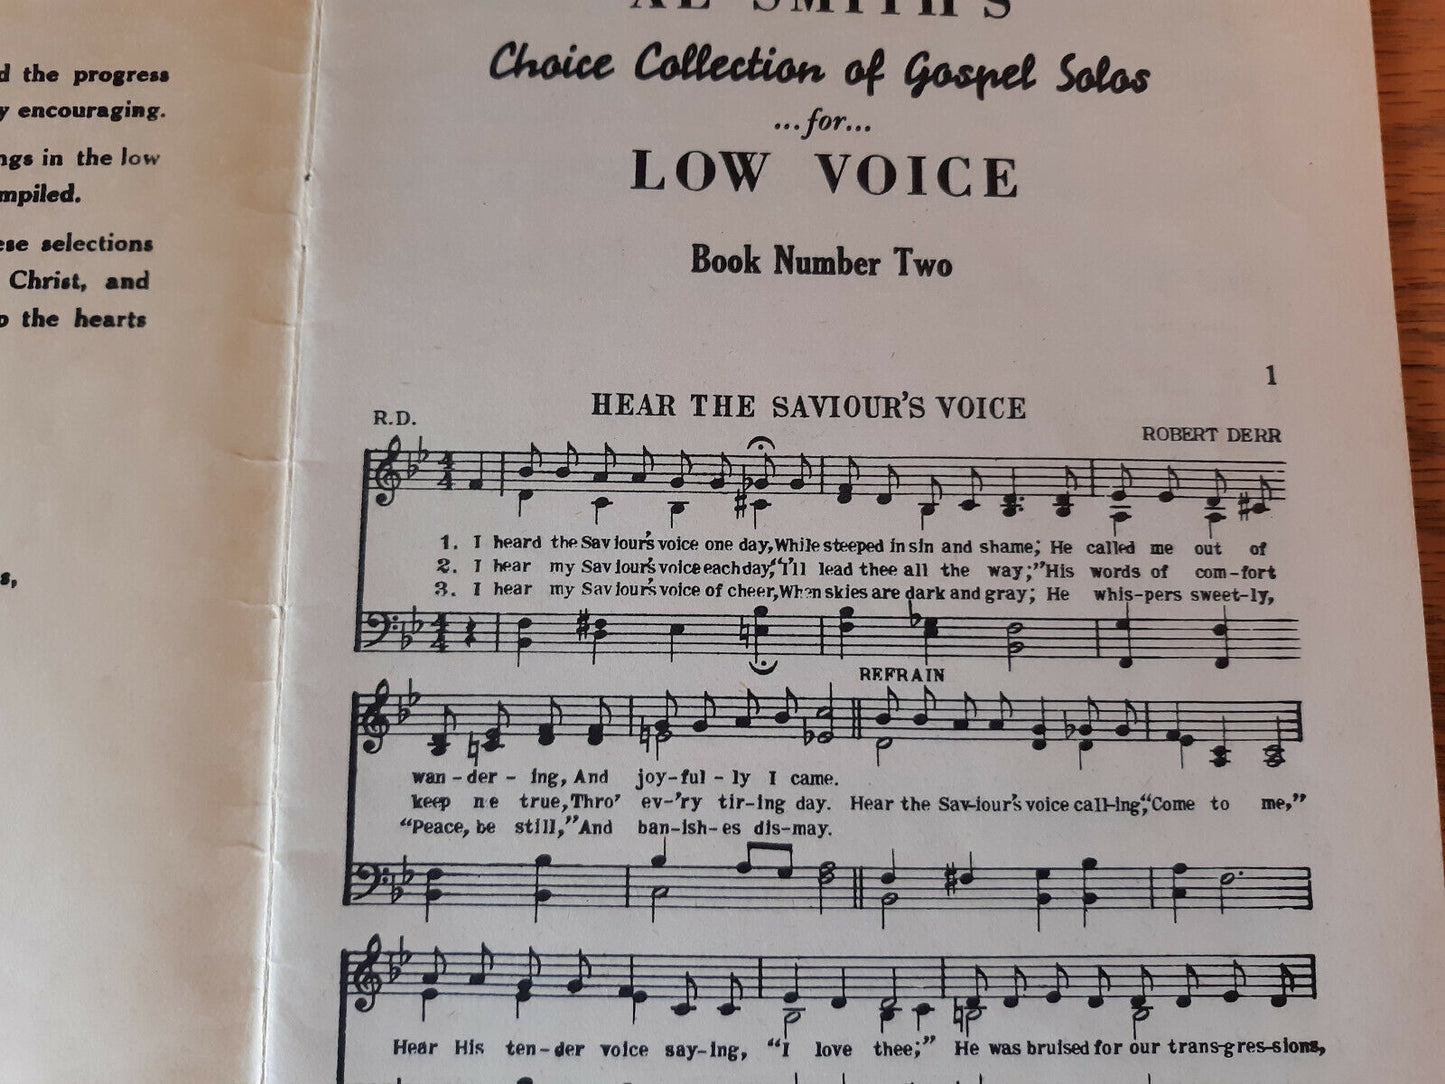 d the progress
y encouraging.
ngs in the low
mpiled.
ese selections
Christ, and
o the hearts
s,
AL SMITH'S
Choice Collection of Gospel Solos
...for...
LOW VOICE
Book Number Two
1
HEAR THE SAVIOUR'S VOICE
R.D.
ROBERT DERR
1. I heard the Saviour's voice one day, While steeped in sin and shame; He called me out of
2. I hear my Saviour's voice each day, "I'll lead thee all the way;" His words of com-fort
3. I hear my Saviour's voice of cheer, When skies are dark and gray; He whis-pers sweet-ly,
REFRAIN
wan-der-ing, And joy-ful-ly I came.
keep me true, Thro' ev-'ry tir-ing day. Hear the Sav-iour's voice call-ing, "Come to me,"
"Peace, be still," And ban-ish-es dis-may.
Hear His ten-der voice say-ing, "I love thee;" He was bruised for our trans-gres-sions,